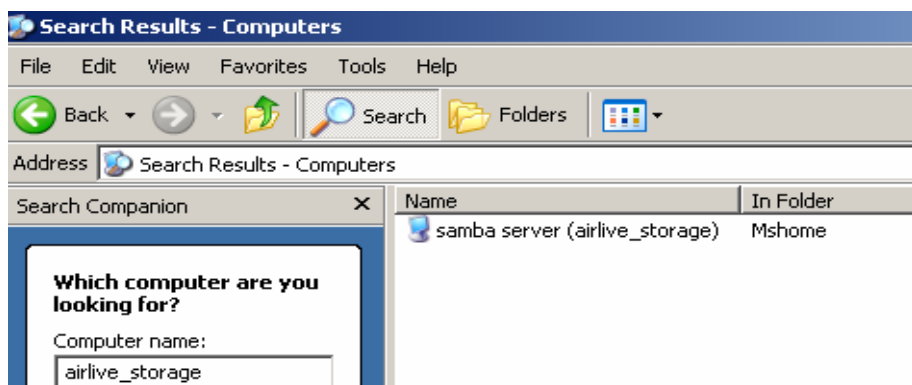 Search Results - Computers
File Edit View Favorites Tools Help
Back Search Folders
Address Search Results - Computers
Search Companion
Name In Folder
samba server (airlive_storage) Mshome
Which computer are you
looking for?
Computer name:
airlive_storage